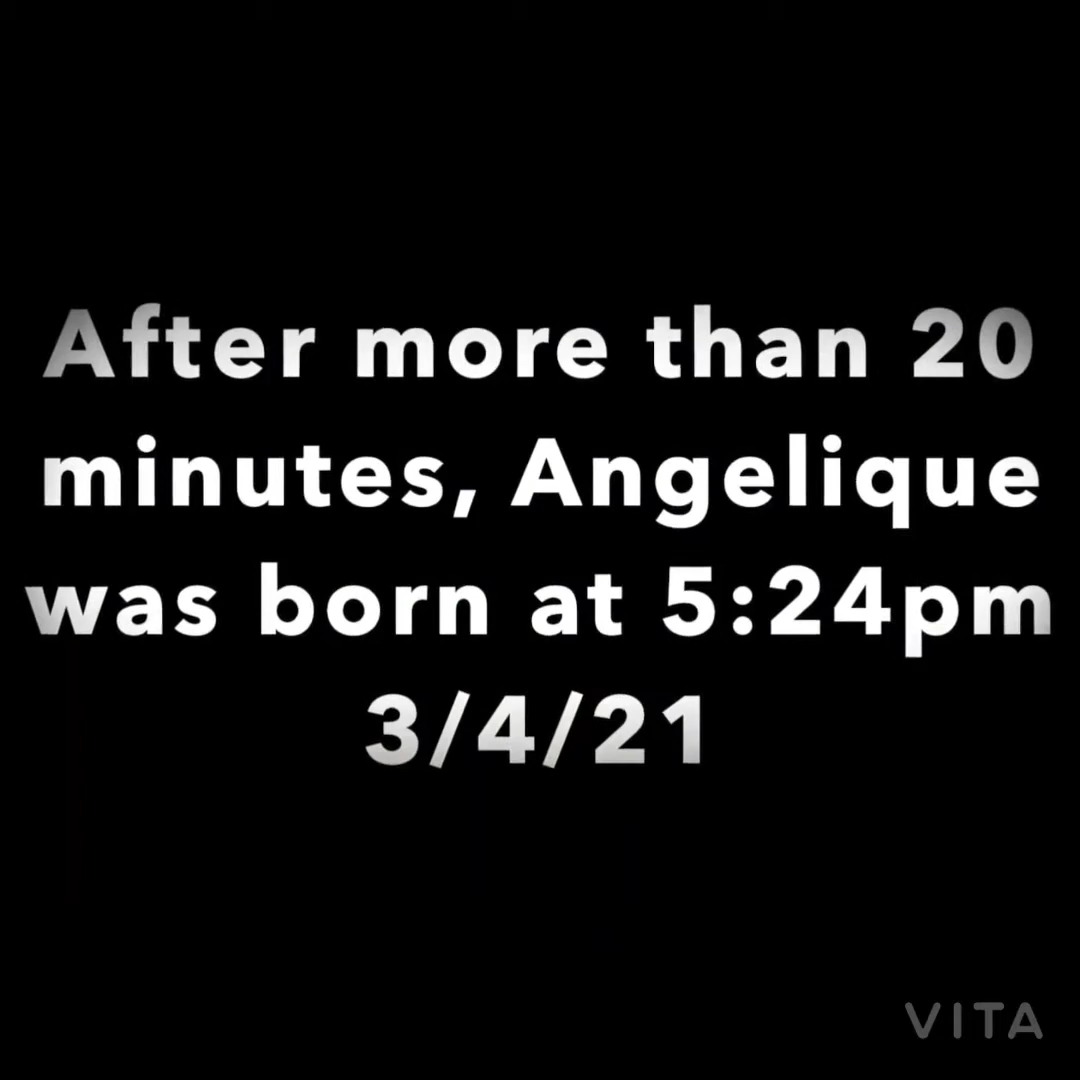 After more than 20
minutes, Angelique
was born at 5:24pm
3/4/21
VITA